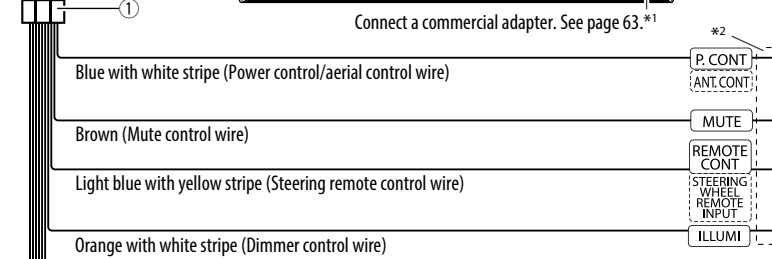 ①
Connect a commercial adapter. See page 63.*1
*2
P. CONT
Blue with white stripe (Power control/aerial control wire)
ANT. CONT
MUTE
Brown (Mute control wire)
REMOTE
CONT
Light blue with yellow stripe (Steering remote control wire)
STEERING
WHEEL
REMOTE
INPUT
ILLUMI
Orange with white stripe (Dimmer control wire)